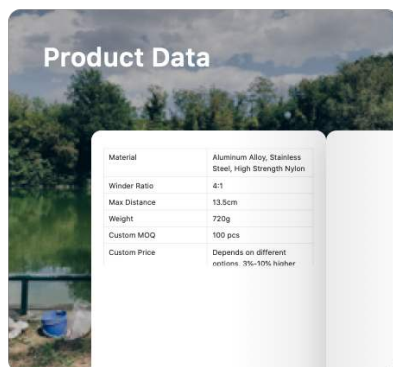 Product Data
Material Aluminum Alloy, Stainless
Steel, High Strength Nylon
Winder Ratio 4:1
Max Distance 13.5cm
Weight 720g
Custom MOQ 100 pcs
Custom Price Depends on different
options, 3%-10% higher